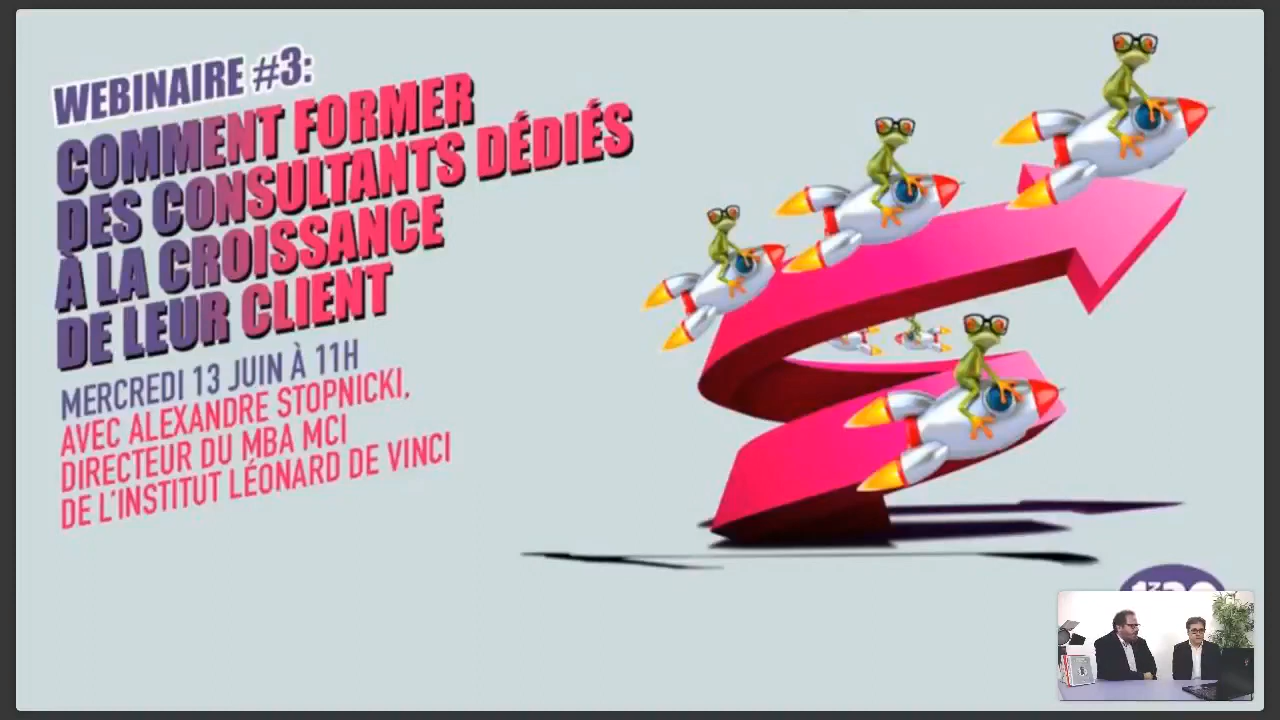 WEBINAIRE #3:
COMMENT FORMER
DES CONSULTANTS DÉDIÉS
À LA CROISSANCE
DE LEUR CLIENT
MERCREDI 13 JUIN À 11H
AVEC ALEXANDRE STOPNICKI,
DIRECTEUR DU MBA MCI
DE L'INSTITUT LÉONARD DE VINCI